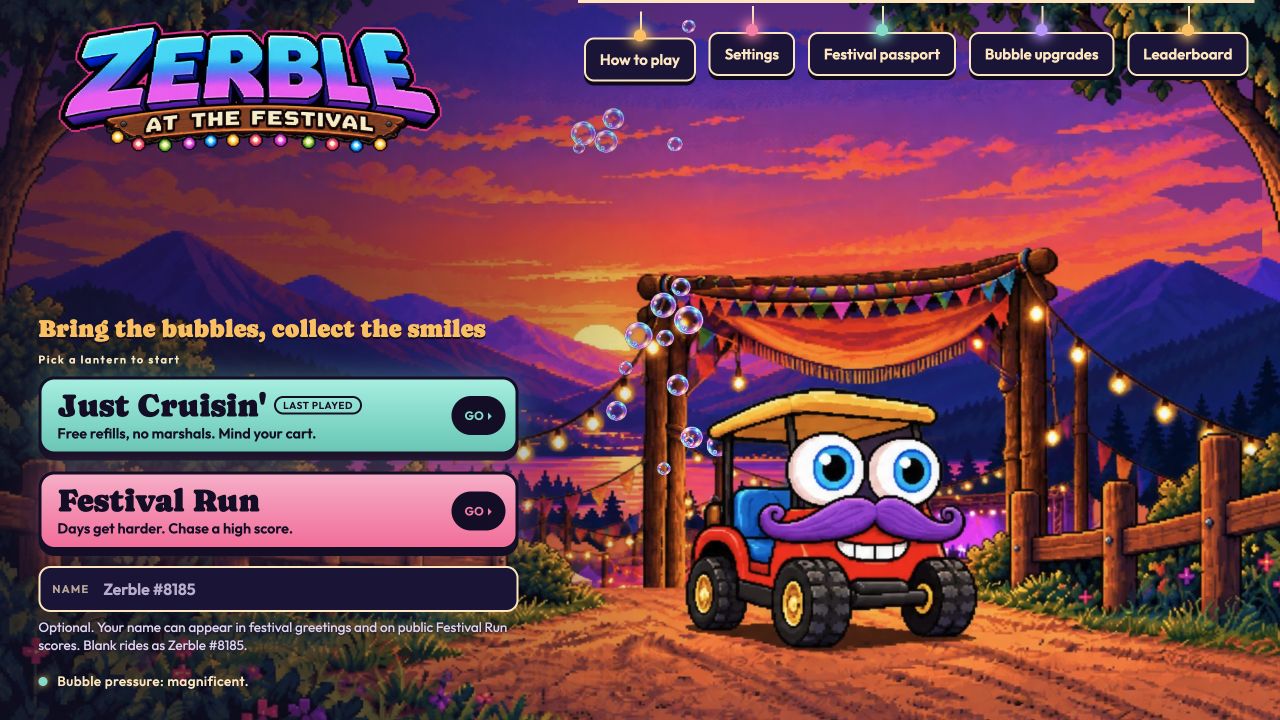 ZERBLE
AT THE FESTIVAL
How to play
Settings
Festival passport
Bubble upgrades
Leaderboard
Bring the bubbles, collect the smiles
Pick a lantern to start
Just Cruisin' LAST PLAYED
Free refills, no marshals. Mind your cart.
GO
Festival Run
Days get harder. Chase a high score.
GO
NAME Zerble #8185
Optional. Your name can appear in festival greetings and on public Festival Run
scores. Blank rides as Zerble #8185.
Bubble pressure: magnificent.